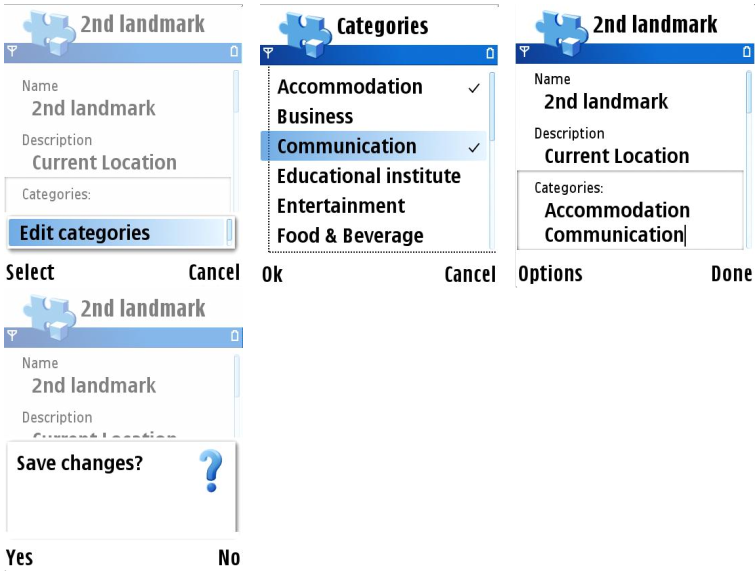 2nd landmark
Name
2nd landmark
Description
Current Location
Categories:
Edit categories
Select Cancel
Categories
Accommodation
Business
Communication
Educational institute
Entertainment
Food & Beverage
Ok Cancel
2nd landmark
Name
2nd landmark
Description
Current Location
Categories:
Accommodation
Communication
Options Done
2nd landmark
Name
2nd landmark
Description
Current Location
Save changes?
Yes No